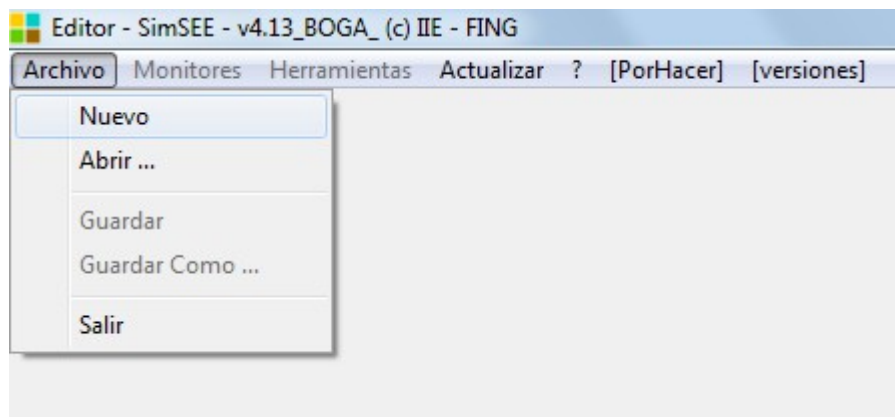 Editor - SimSEE - v4.13_BOGA_ (c) IIE - FING
Archivo Monitores Herramientas Actualizar ? [PorHacer] [versiones]
Nuevo
Abrir ...
Guardar
Guardar Como ...
Salir